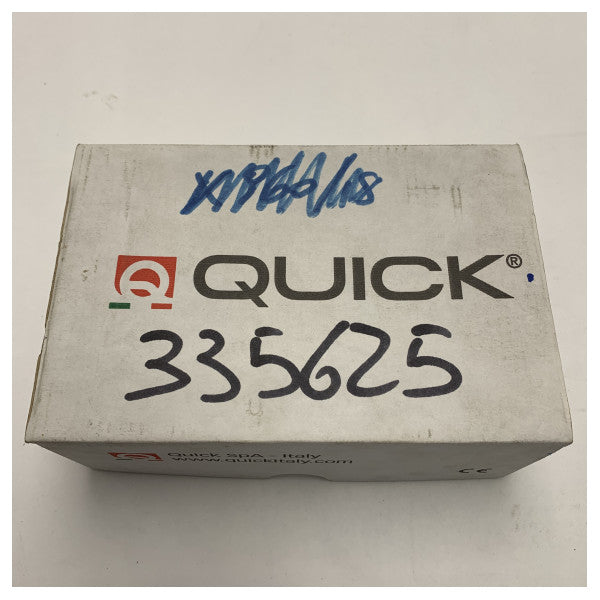 QUICK®
335625
Quick SpA - Italy
www.quickitaly.com
CE